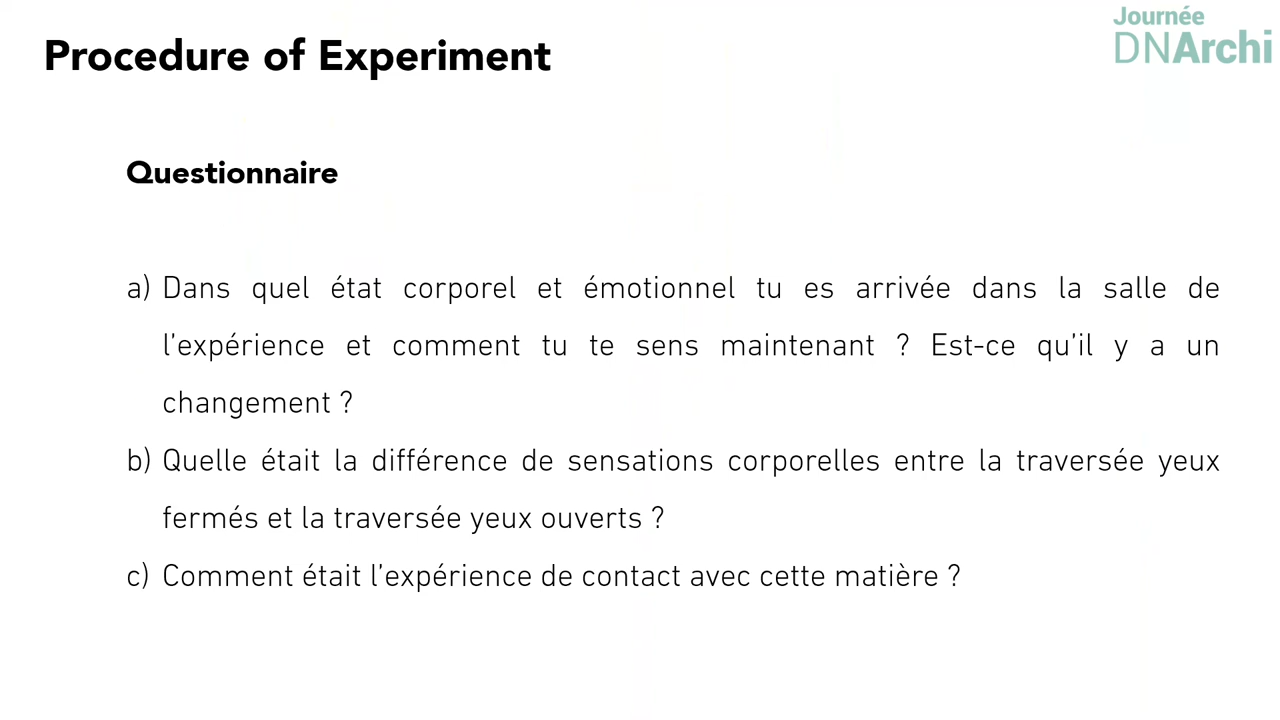 Journée
DNArchi
Procedure of Experiment
Questionnaire
a) Dans quel état corporel et émotionnel tu es arrivée dans la salle de
l’expérience et comment tu te sens maintenant ? Est-ce qu’il y a un
changement ?
b) Quelle était la différence de sensations corporelles entre la traversée yeux
fermés et la traversée yeux ouverts ?
c) Comment était l’expérience de contact avec cette matière ?